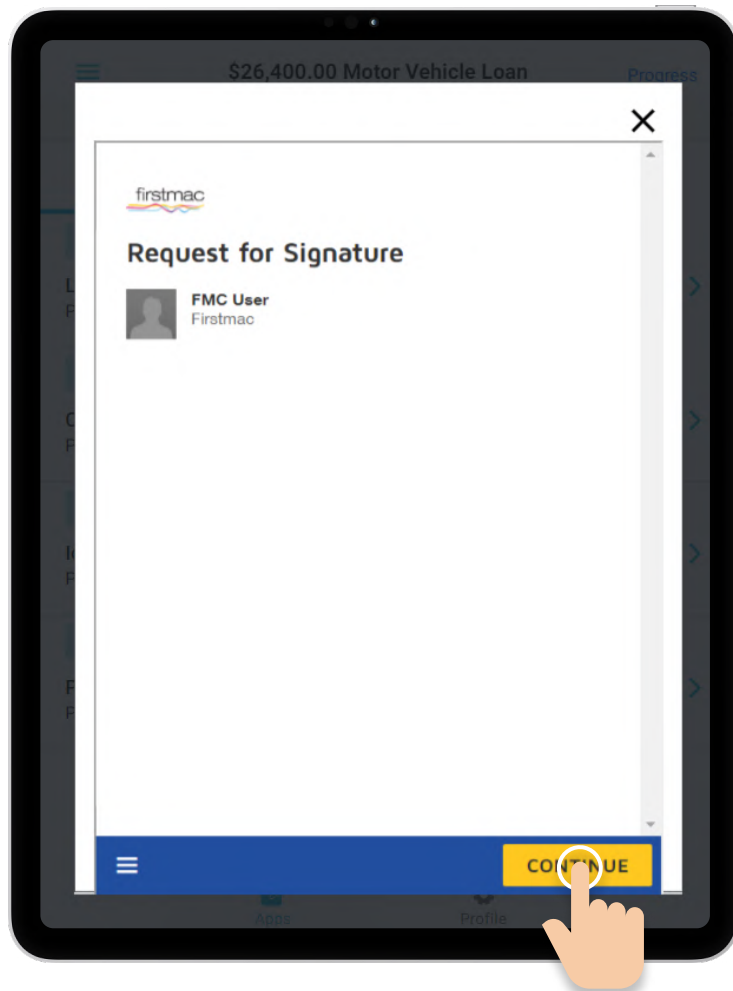 $26,400.00 Motor Vehicle Loan
Progress
firstmac
Request for Signature
FMC User
Firstmac
CONTINUE
Apps
Profile